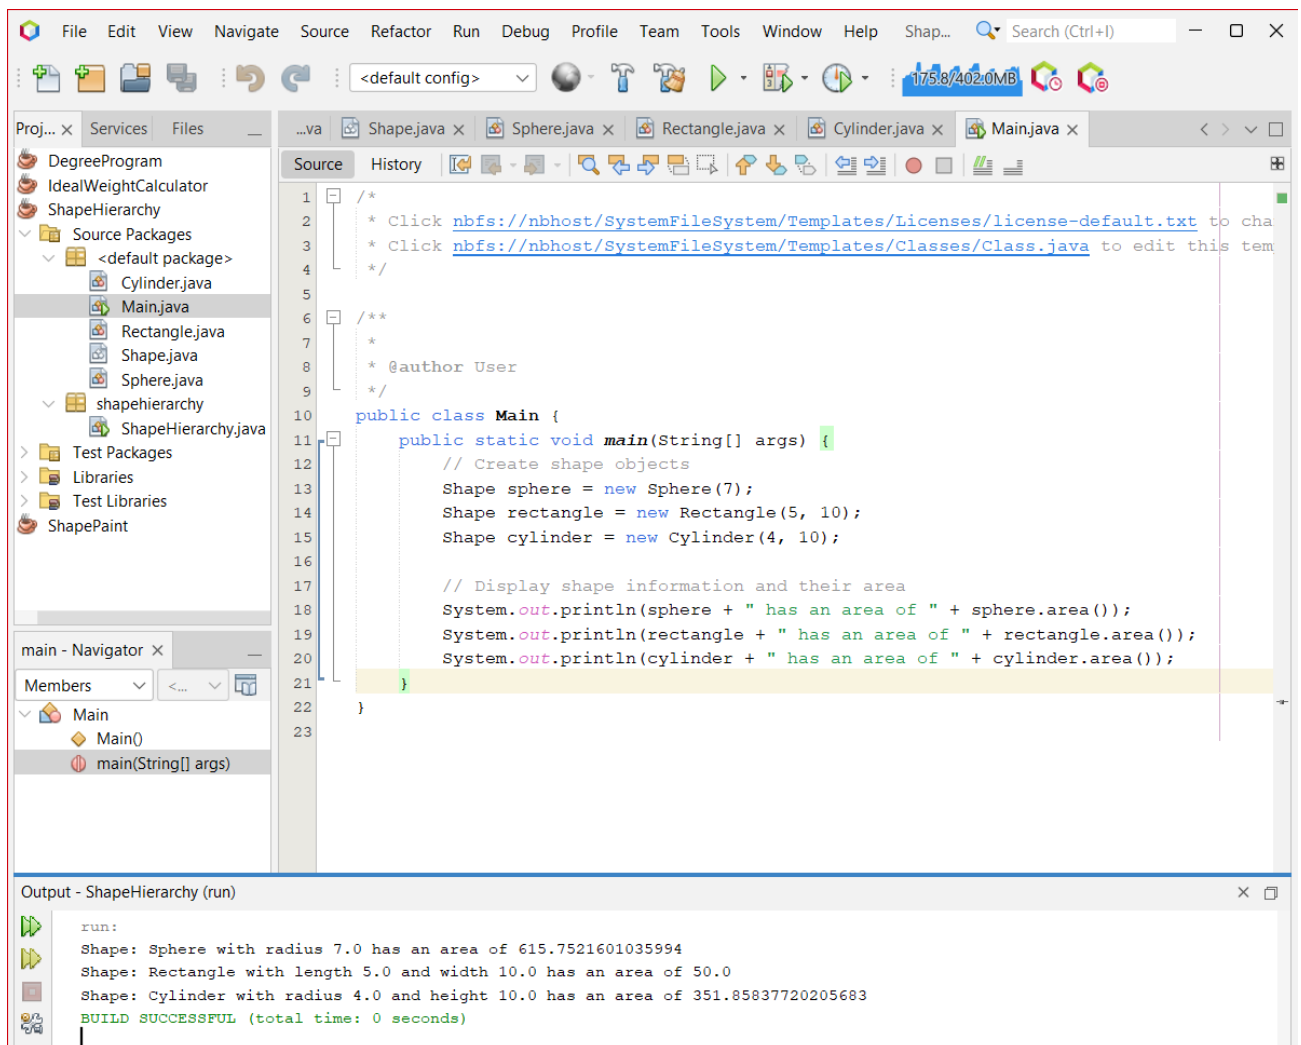 File Edit View Navigate Source Refactor Run Debug Profile Team Tools Window Help Shap... Search (Ctrl+I)
<default config> 175.8/402.0MB
Proj... Services Files
DegreeProgram
IdealWeightCalculator
ShapeHierarchy
Source Packages
<default package>
Cylinder.java
Main.java
Rectangle.java
Shape.java
Sphere.java
shapehierarchy
ShapeHierarchy.java
Test Packages
Libraries
Test Libraries
ShapePaint
main - Navigator
Members <...
Main
Main()
main(String[] args)
...va Shape.java Sphere.java Rectangle.java Cylinder.java Main.java
Source History
1 /*
2 * Click nbfs://nbhost/SystemFileSystem/Templates/Licenses/license-default.txt to cha
3 * Click nbfs://nbhost/SystemFileSystem/Templates/Classes/Class.java to edit this tem
4 */
5
6 /**
7 *
8 * @author User
9 */
10 public class Main {
11 public static void main(String[] args) {
12 // Create shape objects
13 Shape sphere = new Sphere(7);
14 Shape rectangle = new Rectangle(5, 10);
15 Shape cylinder = new Cylinder(4, 10);
16
17 // Display shape information and their area
18 System.out.println(sphere + " has an area of " + sphere.area());
19 System.out.println(rectangle + " has an area of " + rectangle.area());
20 System.out.println(cylinder + " has an area of " + cylinder.area());
21 }
22 }
23
Output - ShapeHierarchy (run)
run:
Shape: Sphere with radius 7.0 has an area of 615.7521601035994
Shape: Rectangle with length 5.0 and width 10.0 has an area of 50.0
Shape: Cylinder with radius 4.0 and height 10.0 has an area of 351.85837720205683
BUILD SUCCESSFUL (total time: 0 seconds)